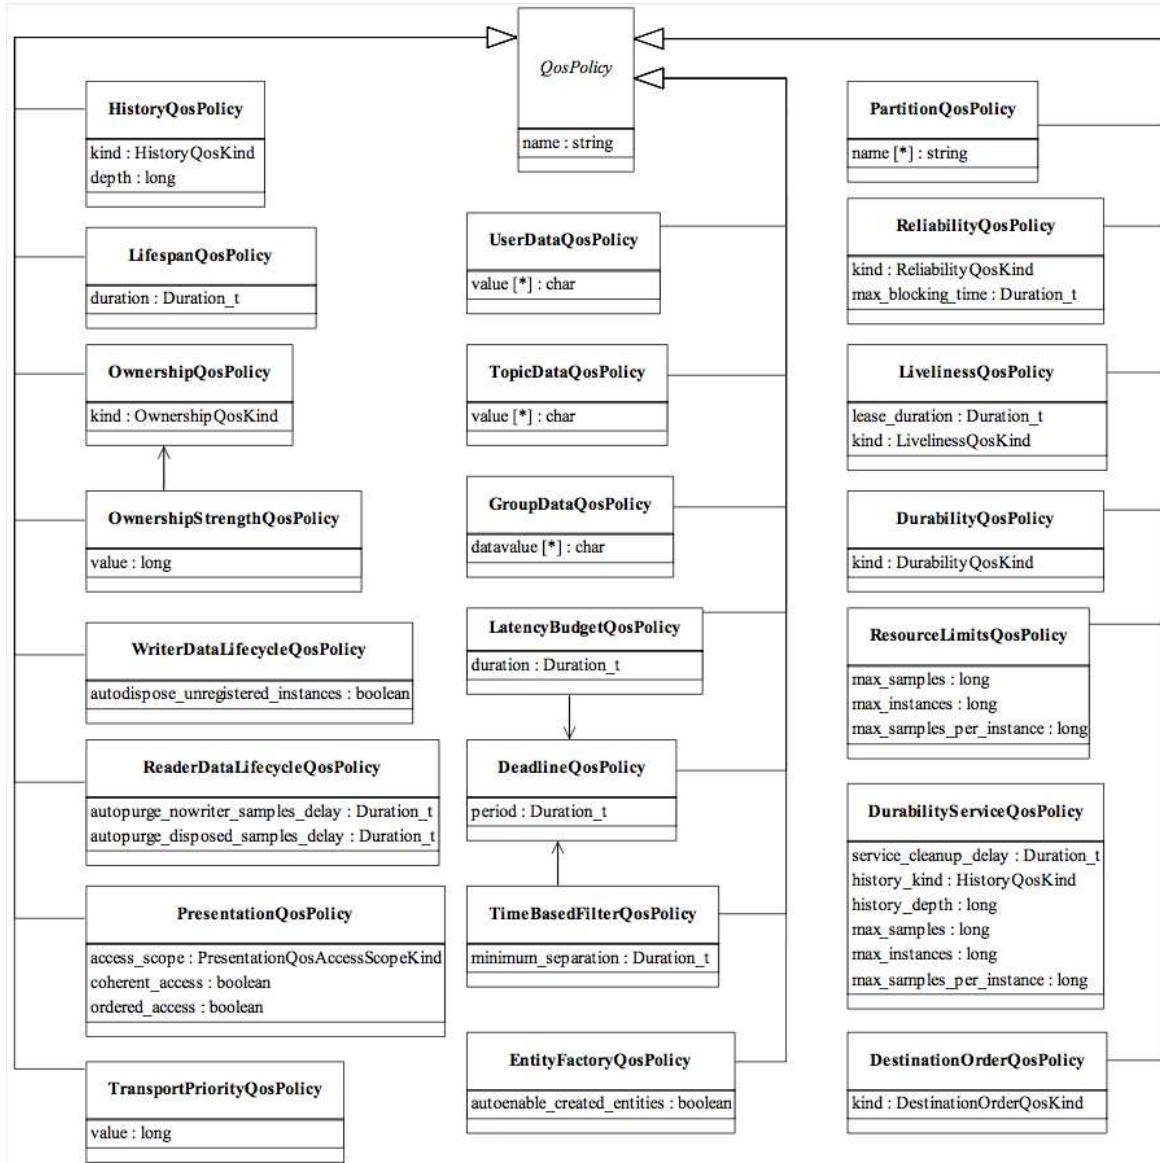 QosPolicy
name : string
HistoryQosPolicy
kind : HistoryQosKind
depth : long
LifespanQosPolicy
duration : Duration_t
OwnershipQosPolicy
kind : OwnershipQosKind
OwnershipStrengthQosPolicy
value : long
WriterDataLifecycleQosPolicy
autodispose_unregistered_instances : boolean
ReaderDataLifecycleQosPolicy
autopurge_nowriter_samples_delay : Duration_t
autopurge_disposed_samples_delay : Duration_t
PresentationQosPolicy
access_scope : PresentationQosAccessScopeKind
coherent_access : boolean
ordered_access : boolean
TransportPriorityQosPolicy
value : long
UserDataQosPolicy
value [*] : char
TopicDataQosPolicy
value [*] : char
GroupDataQosPolicy
datavalue [*] : char
LatencyBudgetQosPolicy
duration : Duration_t
DeadlineQosPolicy
period : Duration_t
TimeBasedFilterQosPolicy
minimum_separation : Duration_t
EntityFactoryQosPolicy
autoenable_created_entities : boolean
PartitionQosPolicy
name [*] : string
ReliabilityQosPolicy
kind : ReliabilityQosKind
max_blocking_time : Duration_t
LivelinessQosPolicy
lease_duration : Duration_t
kind : LivelinessQosKind
DurabilityQosPolicy
kind : DurabilityQosKind
ResourceLimitsQosPolicy
max_samples : long
max_instances : long
max_samples_per_instance : long
DurabilityServiceQosPolicy
service_cleanup_delay : Duration_t
history_kind : HistoryQosKind
history_depth : long
max_samples : long
max_instances : long
max_samples_per_instance : long
DestinationOrderQosPolicy
kind : DestinationOrderQosKind